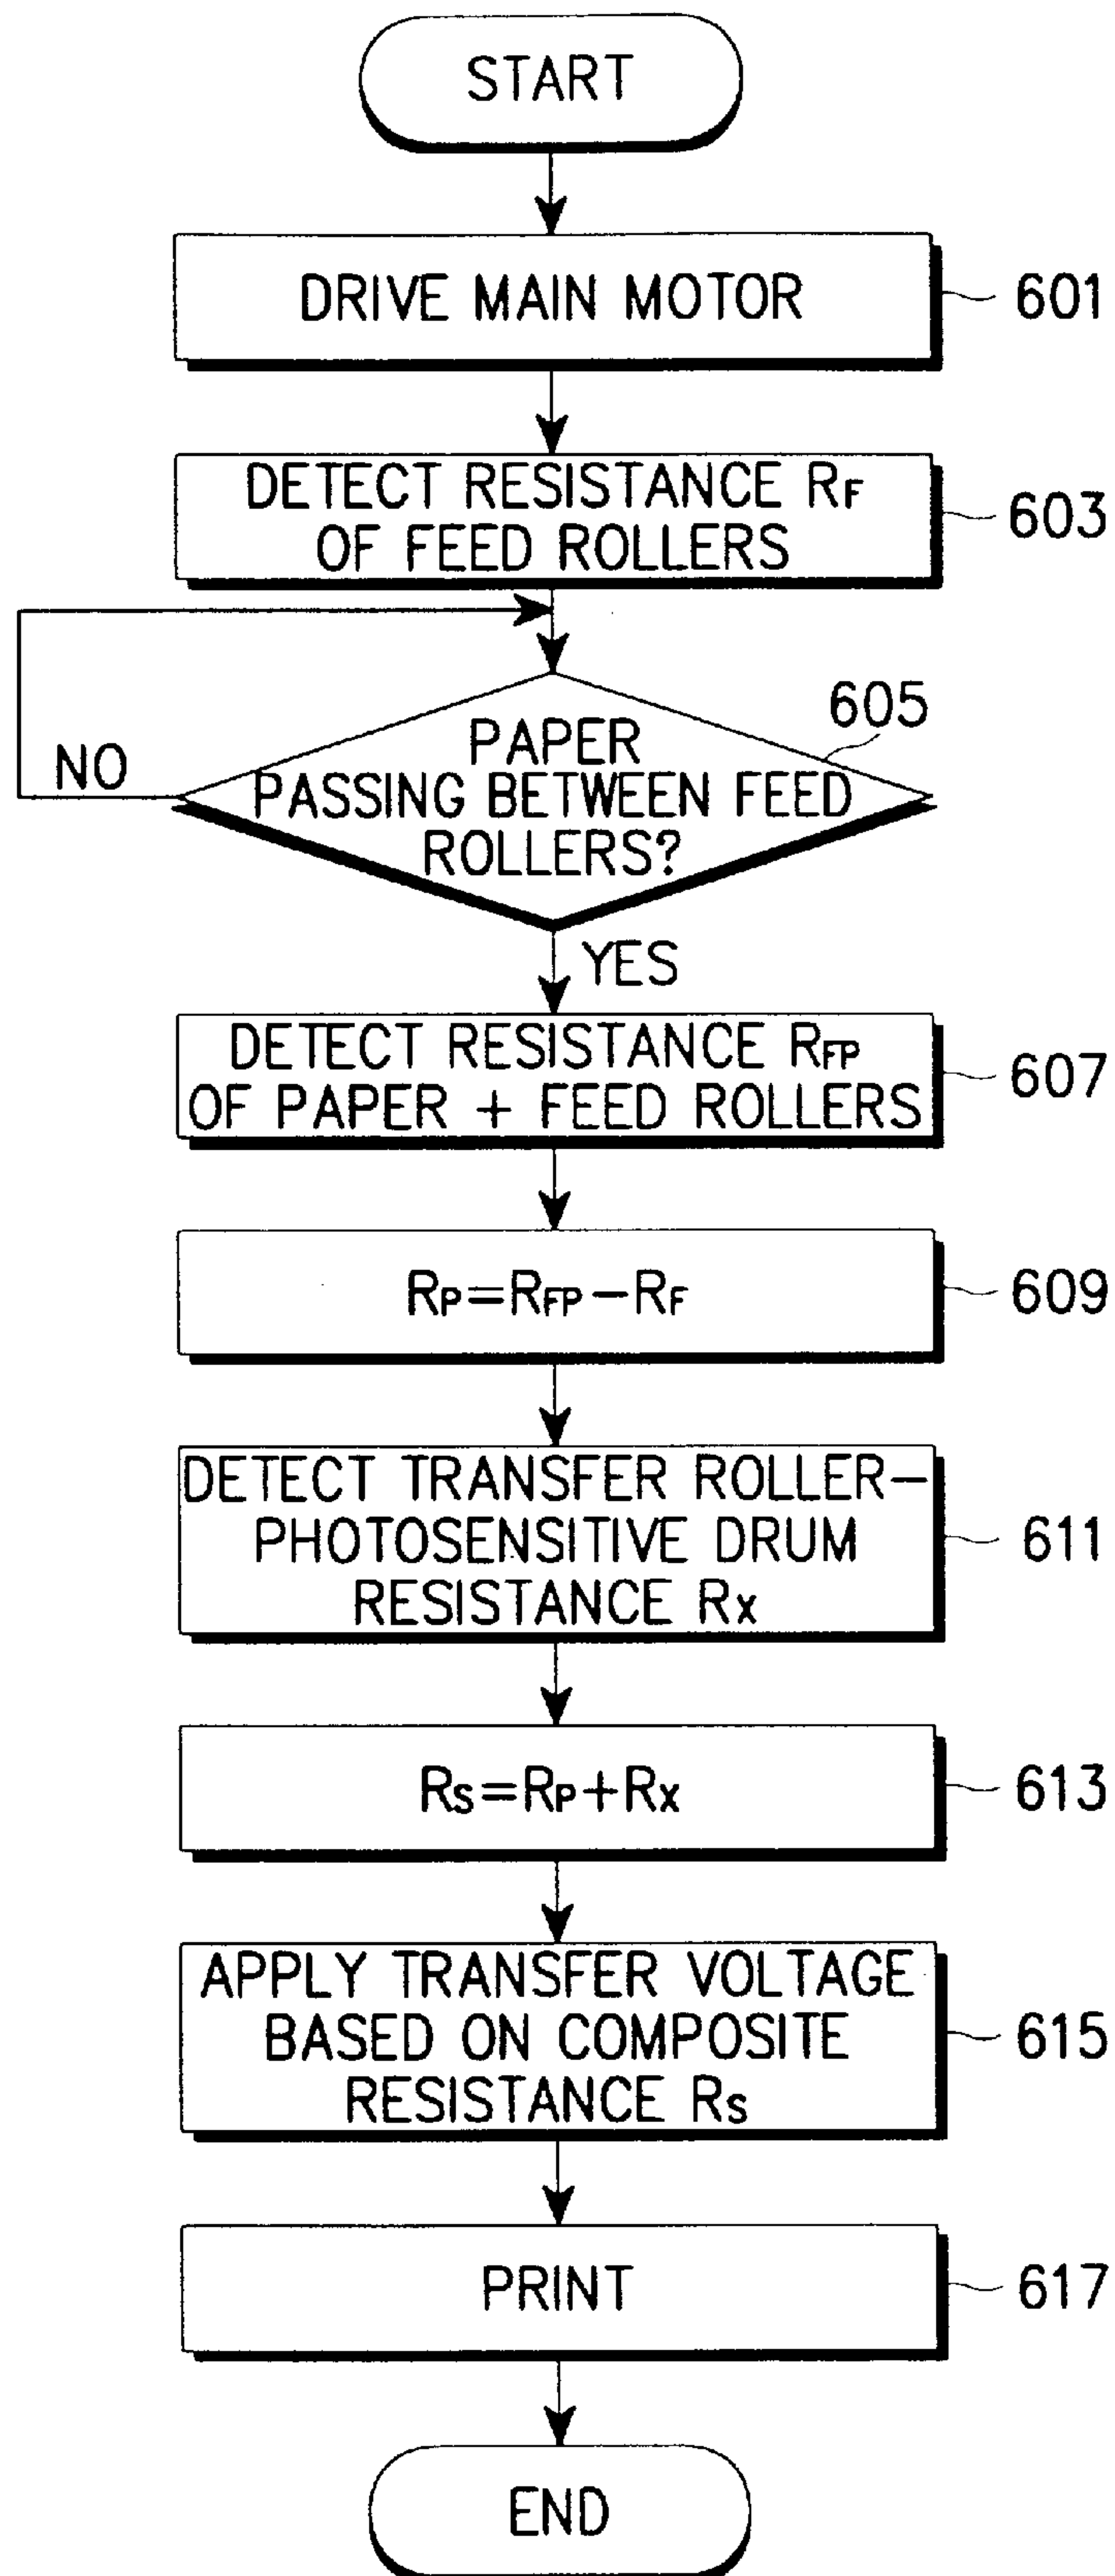 START
DRIVE MAIN MOTOR
601
DETECT RESISTANCE RF
OF FEED ROLLERS
603
605
PAPER
PASSING BETWEEN FEED
ROLLERS?
NO
YES
DETECT RESISTANCE RFP
OF PAPER + FEED ROLLERS
607
RP=RFP-RF
609
DETECT TRANSFER ROLLER-
PHOTOSENSITIVE DRUM
RESISTANCE RX
611
RS=RP+RX
613
APPLY TRANSFER VOLTAGE
BASED ON COMPOSITE
RESISTANCE RS
615
PRINT
617
END